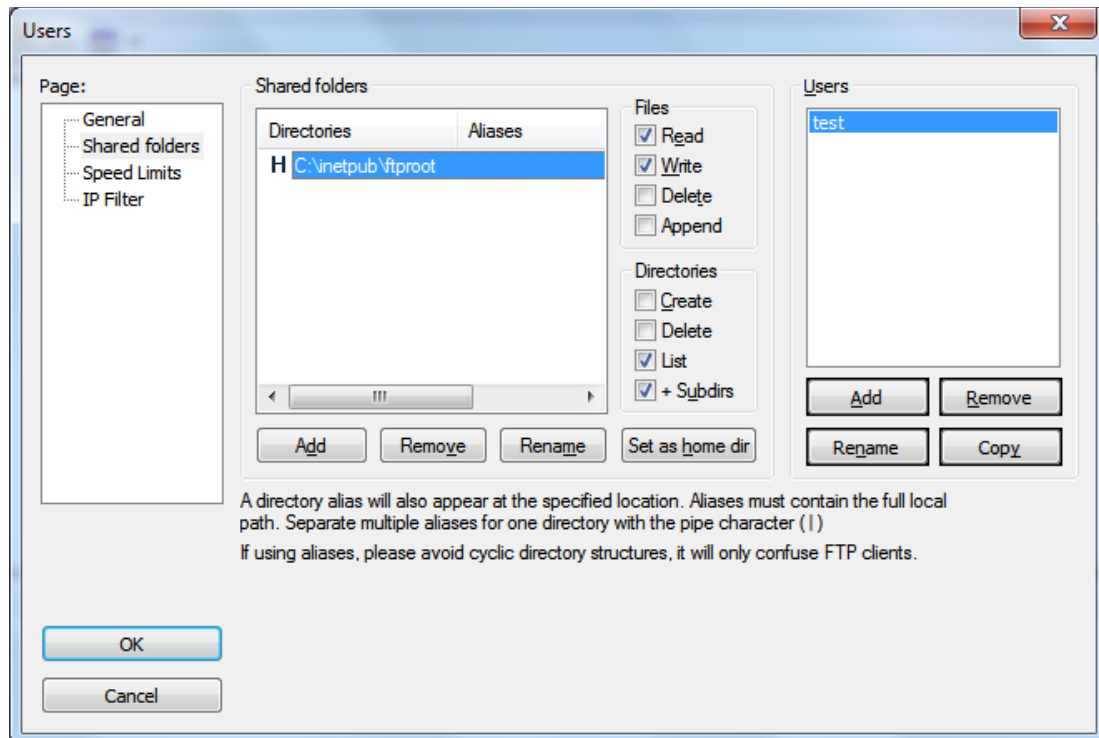 Users
Page:
General
Shared folders
Speed Limits
IP Filter
Shared folders
Directories Aliases
H C:\inetpub\ftproot
Files
Read
Write
Delete
Append
Directories
Create
Delete
List
+ Subdirs
Add Remove Rename Set as home dir
Users
test
Add Remove
Rename Copy
A directory alias will also appear at the specified location. Aliases must contain the full local
path. Separate multiple aliases for one directory with the pipe character (|)
If using aliases, please avoid cyclic directory structures, it will only confuse FTP clients.
OK
Cancel